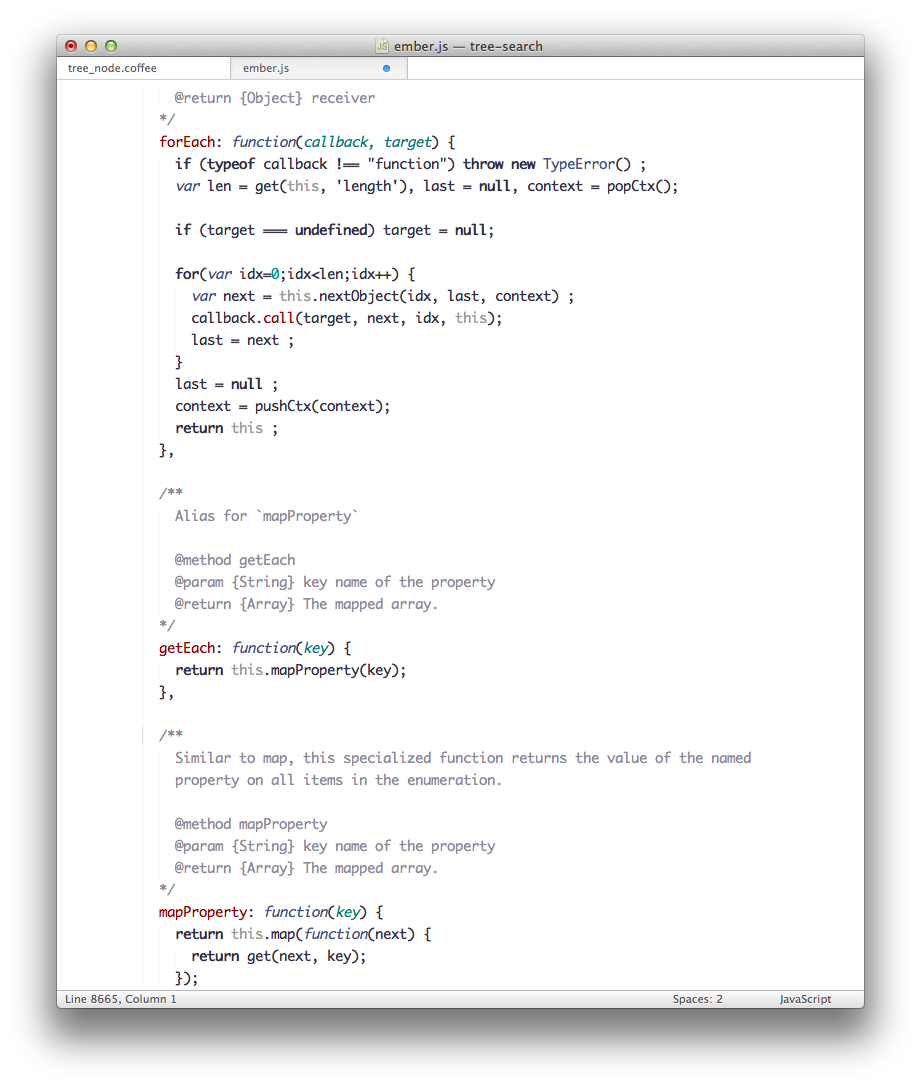 JS ember.js — tree-search
tree_node.coffee ember.js
@return {Object} receiver
*/
forEach: function(callback, target) {
if (typeof callback !== "function") throw new TypeError() ;
var len = get(this, 'length'), last = null, context = popCtx();
if (target === undefined) target = null;
for(var idx=0;idx<len;idx++) {
var next = this.nextObject(idx, last, context) ;
callback.call(target, next, idx, this);
last = next ;
}
last = null ;
context = pushCtx(context);
return this ;
},
/**
Alias for `mapProperty`
@method getEach
@param {String} key name of the property
@return {Array} The mapped array.
*/
getEach: function(key) {
return this.mapProperty(key);
},
/**
Similar to map, this specialized function returns the value of the named
property on all items in the enumeration.
@method mapProperty
@param {String} key name of the property
@return {Array} The mapped array.
*/
mapProperty: function(key) {
return this.map(function(next) {
return get(next, key);
});
Line 8665, Column 1 Spaces: 2 JavaScript